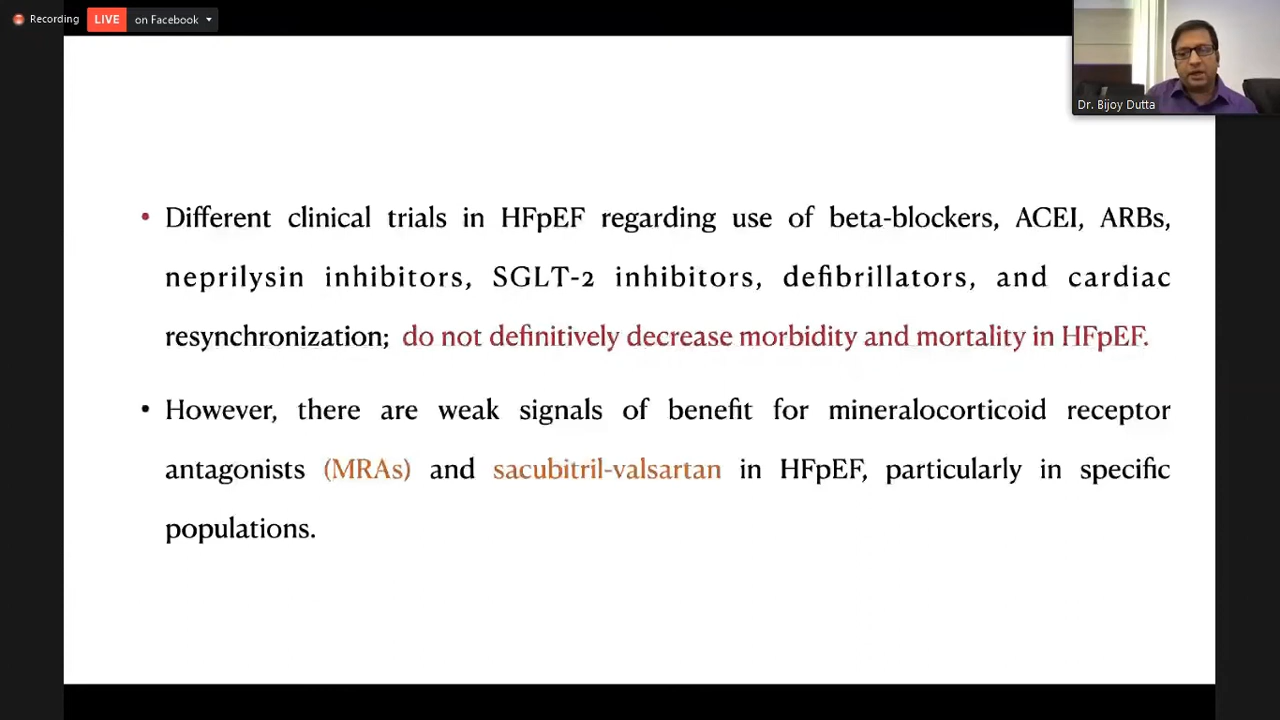 Recording
LIVE on Facebook
Dr. Bijoy Dutta
• Different clinical trials in HFpEF regarding use of beta-blockers, ACEI, ARBs,
neprilysin inhibitors, SGLT-2 inhibitors, defibrillators, and cardiac
resynchronization; do not definitively decrease morbidity and mortality in HFpEF.
• However, there are weak signals of benefit for mineralocorticoid receptor
antagonists (MRAs) and sacubitril-valsartan in HFpEF, particularly in specific
populations.